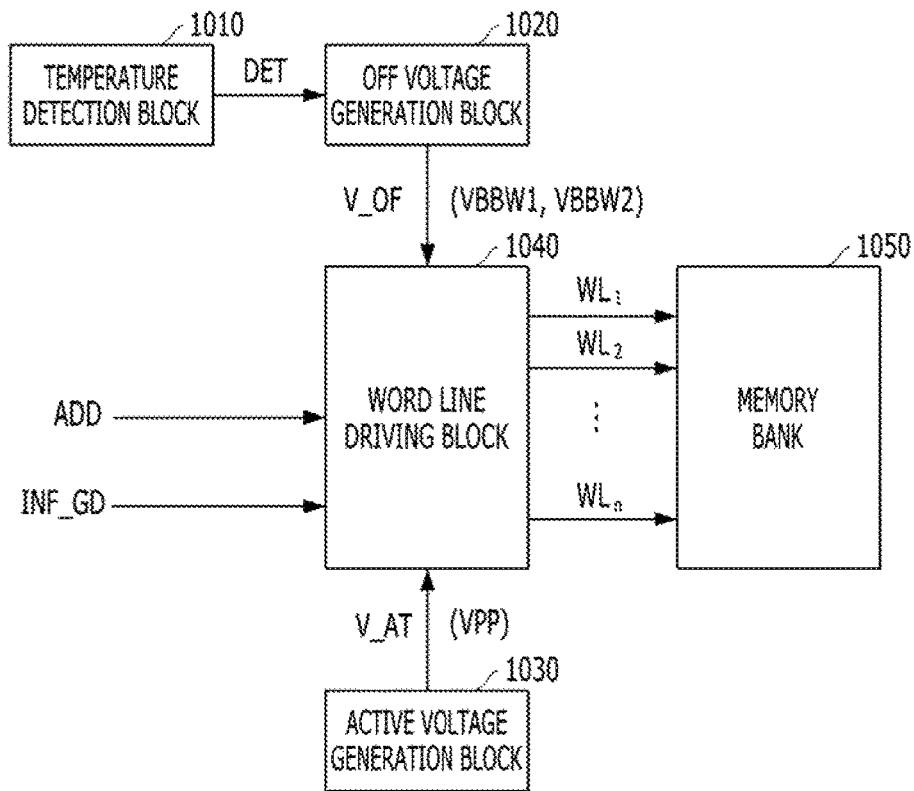 1010
1020
TEMPERATURE
DETECTION BLOCK
DET
OFF VOLTAGE
GENERATION BLOCK
V_OF
(VBBW1, VBBW2)
1040
1050
WL₁
WL₂
⋮
ADD
WORD LINE
DRIVING BLOCK
MEMORY
BANK
INF_GD
WLₙ
V_AT
(VPP)
1030
ACTIVE VOLTAGE
GENERATION BLOCK